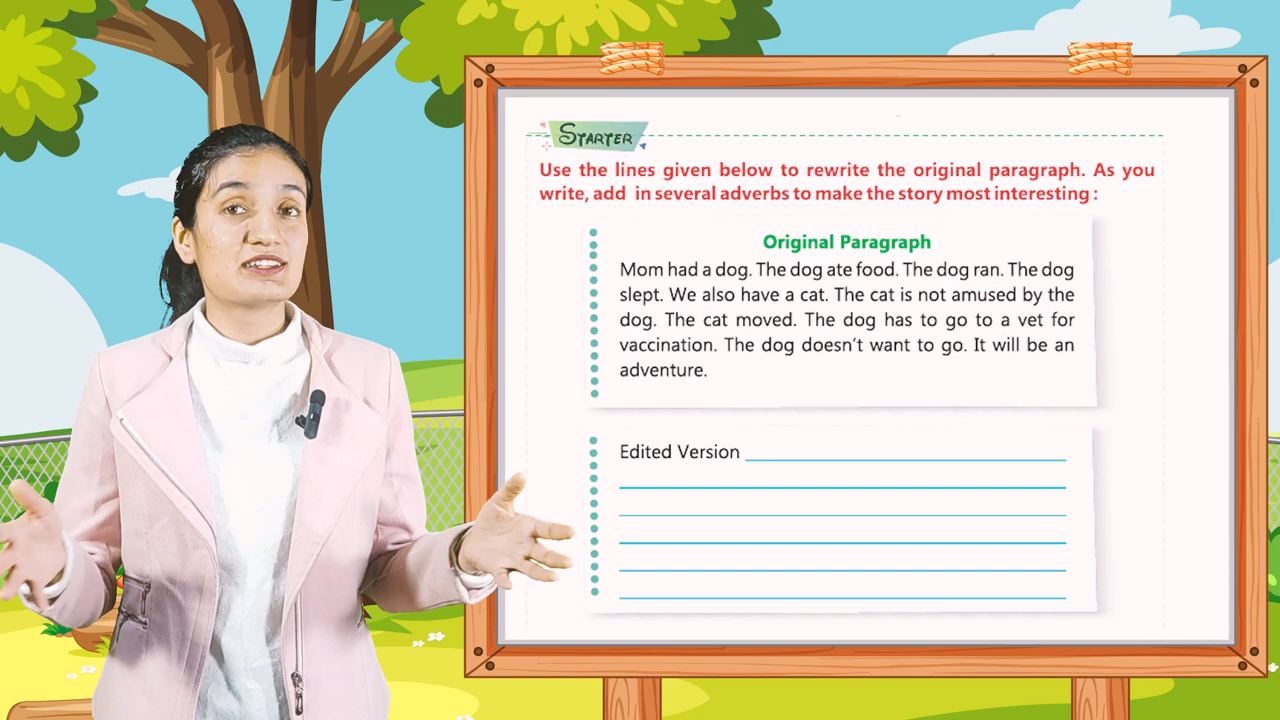 STARTER
Use the lines given below to rewrite the original paragraph. As you
write, add in several adverbs to make the story most interesting :
Original Paragraph
Mom had a dog. The dog ate food. The dog ran. The dog
slept. We also have a cat. The cat is not amused by the
dog. The cat moved. The dog has to go to a vet for
vaccination. The dog doesn't want to go. It will be an
adventure.
Edited Version